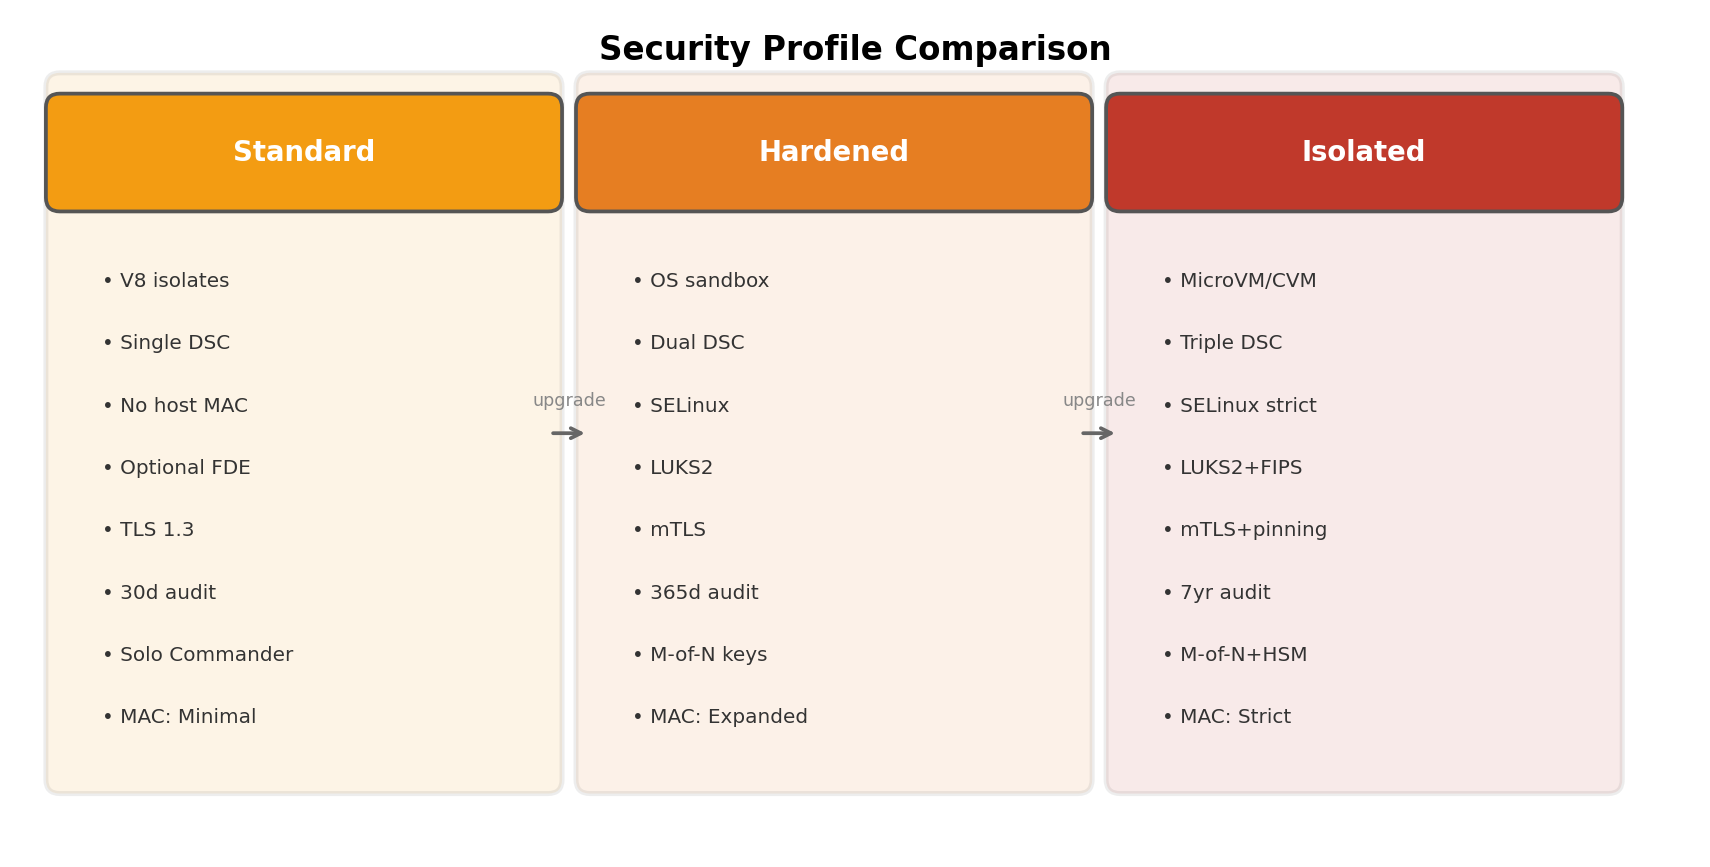 Security Profile Comparison
Standard
• V8 isolates
• Single DSC
• No host MAC
• Optional FDE
• TLS 1.3
• 30d audit
• Solo Commander
• MAC: Minimal
upgrade
Hardened
• OS sandbox
• Dual DSC
• SELinux
• LUKS2
• mTLS
• 365d audit
• M-of-N keys
• MAC: Expanded
upgrade
Isolated
• MicroVM/CVM
• Triple DSC
• SELinux strict
• LUKS2+FIPS
• mTLS+pinning
• 7yr audit
• M-of-N+HSM
• MAC: Strict